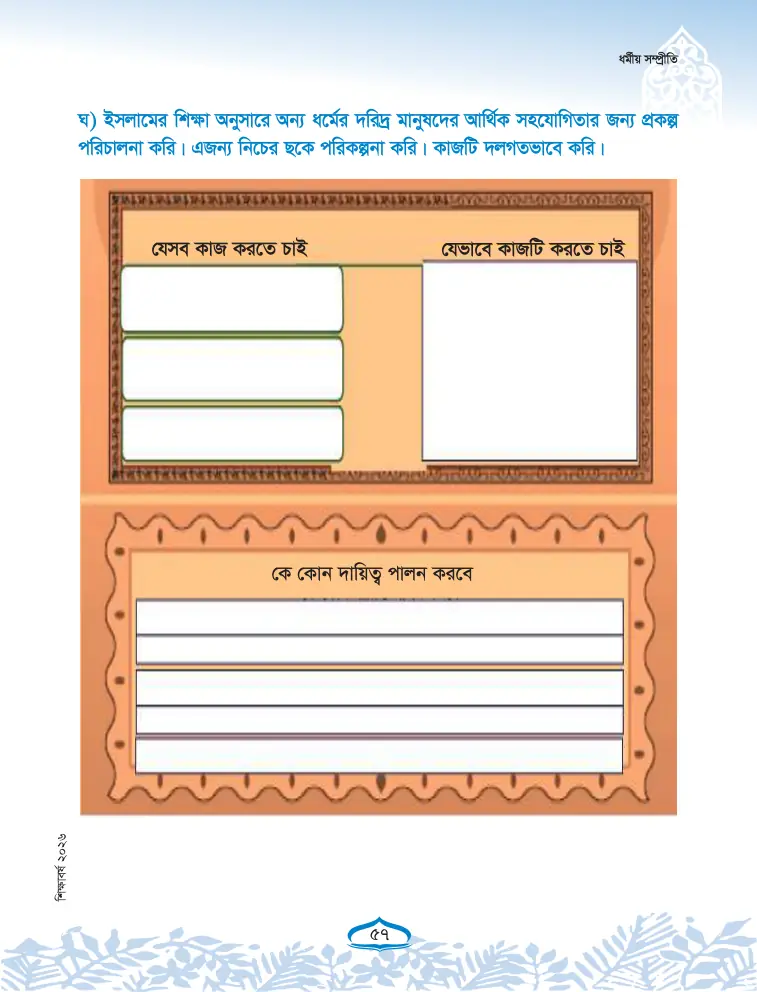 ধর্মীয় সম্প্রীতি
ঘ) ইসলামের শিক্ষা অনুসারে অন্য ধর্মের দরিদ্র মানুষদের আর্থিক সহযোগিতার জন্য প্রকল্প
পরিচালনা করি। এজন্য নিচের ছকে পরিকল্পনা করি। কাজটি দলগতভাবে করি।
যেসব কাজ করতে চাই
যেভাবে কাজটি করতে চাই
কে কোন দায়িত্ব পালন করবে
শিক্ষাবর্ষ ২০২৬
৫৭